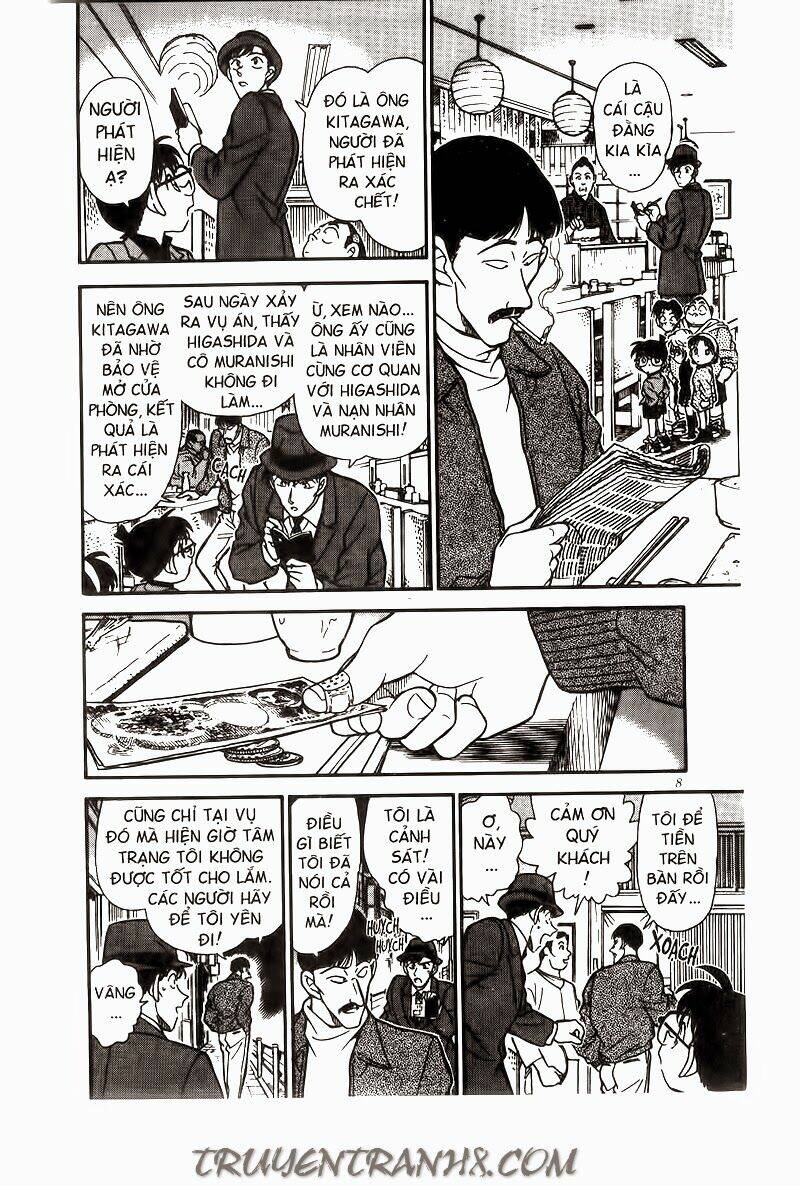 LÀ
CÁI CẬU
ĐẰNG
KIA KÌA
...
ĐÓ LÀ ÔNG
KITAGAWA,
NGƯỜI ĐÃ
PHÁT HIỆN
RA XÁC
CHẾT!
NGƯỜI
PHÁT
HIỆN
Ạ?
Ừ, XEM NÀO...
ÔNG ẤY CŨNG
LÀ NHÂN VIÊN
CÙNG CƠ QUAN
VỚI HIGASHIDA
VÀ NẠN NHÂN
MURANISHI!
SAU NGÀY XẢY
RA VỤ ÁN, THẤY
HIGASHIDA VÀ
CÔ MURANISHI
KHÔNG ĐI
LÀM...
NÊN ÔNG
KITAGAWA
ĐÃ NHỜ
BẢO VỆ
MỞ CỬA
PHÒNG, KẾT
QUẢ LÀ
PHÁT HIỆN
RA CÁI
XÁC...
CẠCH
8
TÔI ĐỂ
TIỀN
TRÊN
BÀN RỒI
ĐẤY...
CẢM ƠN
QUÝ
KHÁCH
!
Ơ,
NÀY
...
XOẠCH
TÔI LÀ
CẢNH
SÁT!
CÓ VÀI
ĐIỀU
...
HUỴCH
HUỴCH
ĐIỀU
GÌ BIẾT
TÔI ĐÃ
NÓI CẢ
RỒI
MÀ!
CŨNG CHỈ TẠI VỤ
ĐÓ MÀ HIỆN GIỜ TÂM
TRẠNG TÔI KHÔNG
ĐƯỢC TỐT CHO LẮM.
CÁC NGƯỜI HÃY
ĐỂ TÔI YÊN
ĐI!
VÂNG
...
TRUYENTRANH8.COM